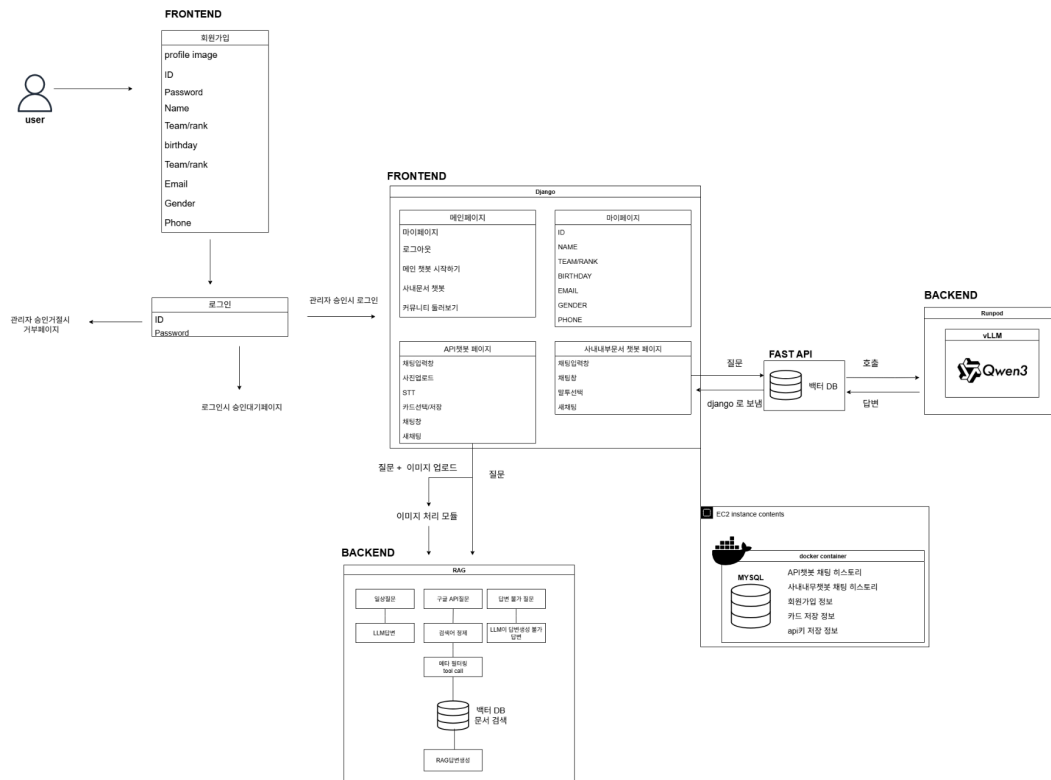 FRONTEND
회원가입
profile image
ID
Password
Name
Team/rank
birthday
Team/rank
Email
Gender
Phone
user
로그인
ID
Password
관리자 승인시 로그인
관리자 승인거절시
거부페이지
로그인시 승인대기페이지
FRONTEND
Django
메인페이지
마이페이지
로그아웃
메인 챗봇 시작하기
사내문서 챗봇
커뮤니티 둘러보기
마이페이지
ID
NAME
TEAM/RANK
BIRTHDAY
EMAIL
GENDER
PHONE
API챗봇 페이지
채팅입력창
사진업로드
STT
카드선택/저장
채팅창
새채팅
사내내부문서 챗봇 페이지
채팅입력창
채팅창
말투선택
새채팅
질문
django 로 보냄
FAST API
백터 DB
호출
답변
BACKEND
Runpod
vLLM
Qwen3
질문 + 이미지 업로드
질문
이미지 처리 모듈
BACKEND
RAG
일상질문
구글 API질문
답변 불가 질문
LLM답변
검색어 정제
LLM이 답변생성 불가
답변
메타 필터링
tool call
백터 DB
문서 검색
RAG답변생성
EC2 instance contents
docker container
MYSQL
API챗봇 채팅 히스토리
사내내무챗봇 채팅 히스토리
회원가입 정보
카드 저장 정보
api키 저장 정보